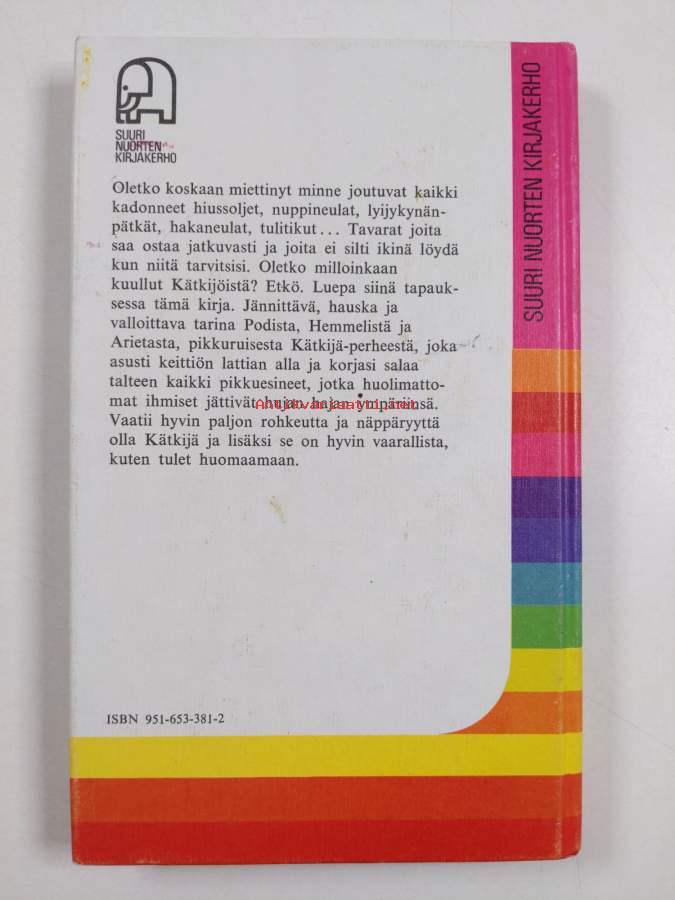 SUURI
NUORTEN
KIRJAKERHO
Oletko koskaan miettinyt minne joutuvat kaikki
kadonneet hiussoljet, nuppineulat, lyijykynän-
pätkät, hakaneulat, tulitikut... Tavarat joita
saa ostaa jatkuvasti ja joita ei silti ikinä löydä
kun niitä tarvitsisi. Oletko milloinkaan
kuullut Kätkijöistä? Etkö. Luepa siinä tapauk-
sessa tämä kirja. Jännittävä, hauska ja
valloittava tarina Podista, Hemmelistä ja
Arietasta, pikkuruisesta Kätkijä-perheestä, joka
asusti keittiön lattian alla ja korjasi salaa
talteen kaikki pikkuesineet, jotka huolimatto-
mat ihmiset jättivät hujan hajan ympäriinsä.
Vaatii hyvin paljon rohkeutta ja näppäryyttä
olla Kätkijä ja lisäksi se on hyvin vaarallista,
kuten tulet huomaamaan.
ISBN 951-653-381-2
SUURI NUORTEN KIRJAKERHO